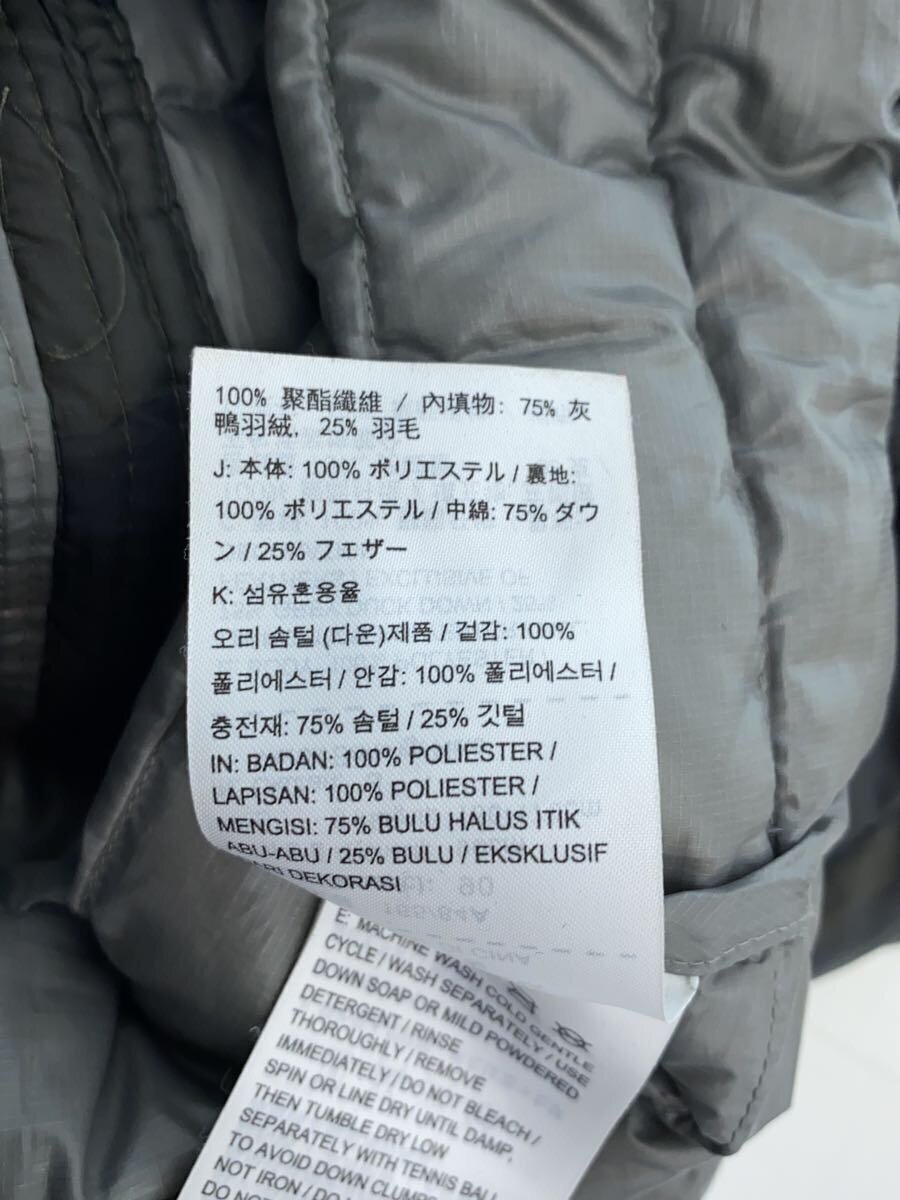 100% 聚酯纖維 / 內填物: 75% 灰
鴨羽絨, 25% 羽毛
J: 本体: 100% ポリエステル / 裏地:
100% ポリエステル / 中綿: 75% ダウ
ン / 25% フェザー
K: 섬유혼용율
오리 솜털 (다운)제품 / 겉감: 100%
폴리에스터 / 안감: 100% 폴리에스터 /
충전재: 75% 솜털 / 25% 깃털
IN: BADAN: 100% POLIESTER /
LAPISAN: 100% POLIESTER /
MENGISI: 75% BULU HALUS ITIK
ABU-ABU / 25% BULU / EKSKLUSIF
DEKORASI
E: MACHINE WASH COLD GENTLE
CYCLE / WASH SEPARATELY / USE
DOWN SOAP OR MILD POWDERED
DETERGENT / RINSE
THOROUGHLY / REMOVE
IMMEDIATELY / DO NOT BLEACH /
SPIN OR LINE DRY UNTIL DAMP,
THEN TUMBLE DRY LOW
SEPARATELY WITH TENNIS BALL
TO AVOID DOWN
NOT IRON / DO NOT
DO NOT